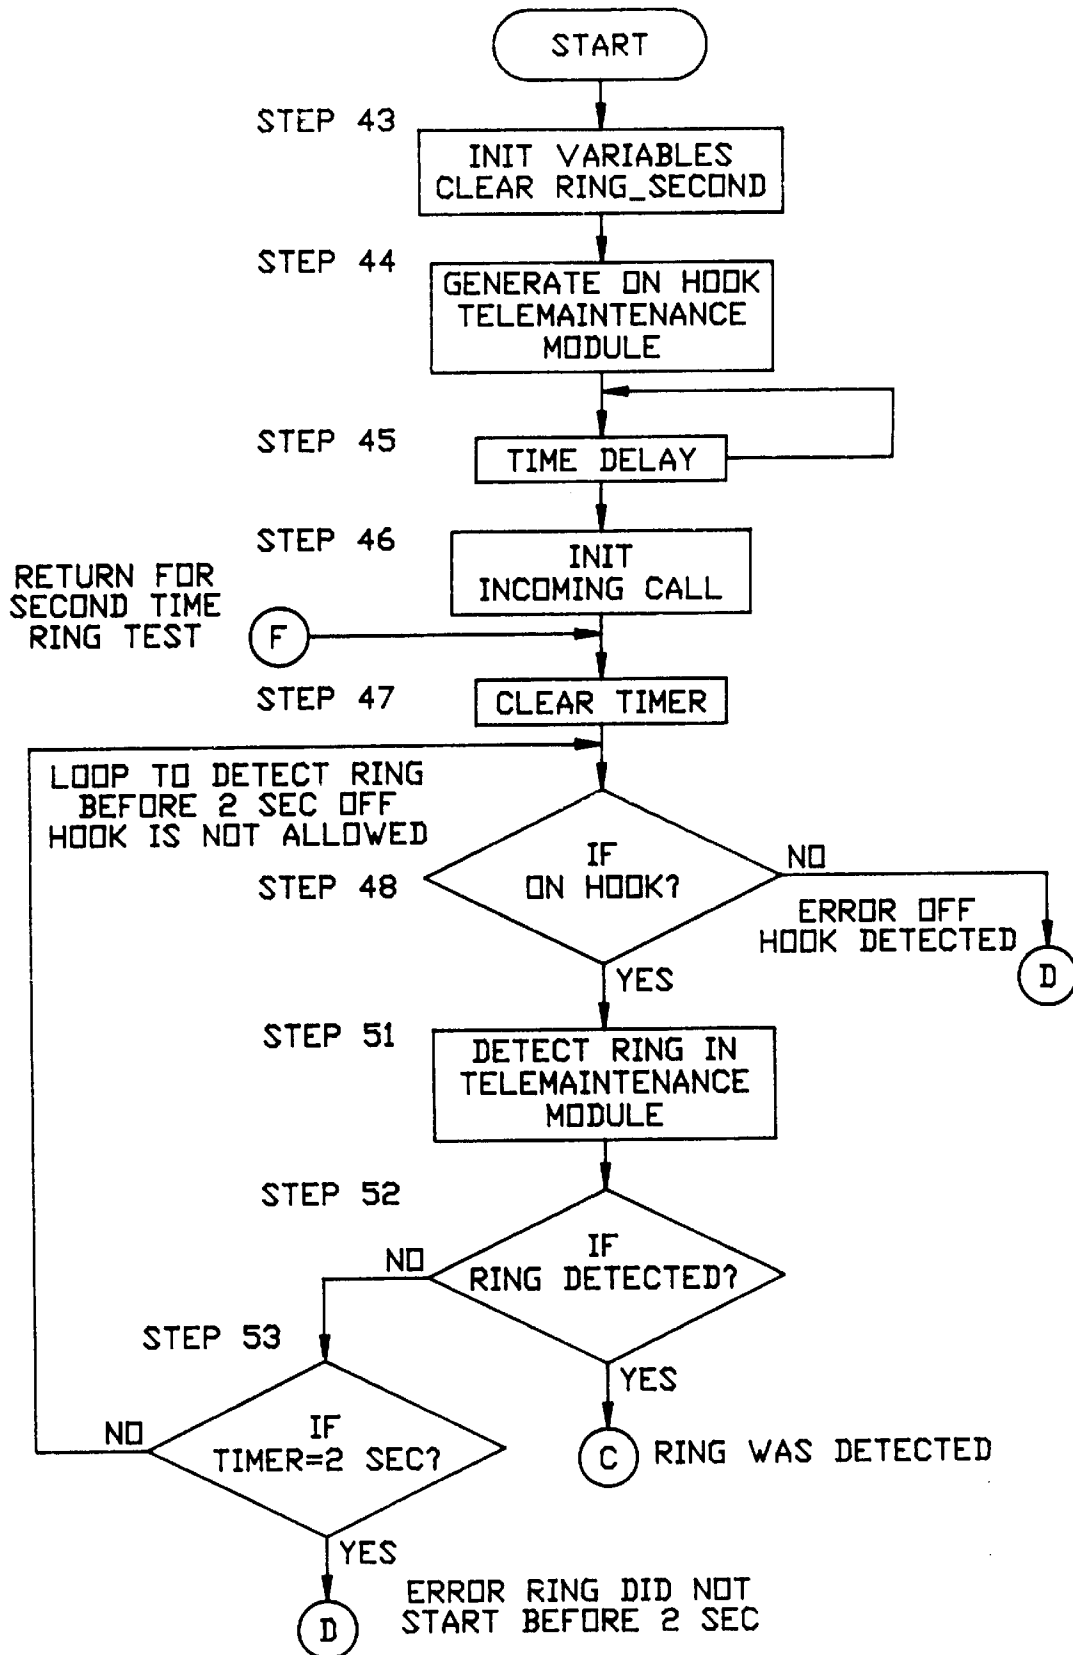 START
STEP 43
INIT VARIABLES
CLEAR RING_SECOND
STEP 44
GENERATE ON HOOK
TELEMAINTENANCE
MODULE
STEP 45
TIME DELAY
STEP 46
INIT
INCOMING CALL
RETURN FOR
SECOND TIME
RING TEST
F
STEP 47
CLEAR TIMER
LOOP TO DETECT RING
BEFORE 2 SEC OFF
HOOK IS NOT ALLOWED
IF
ON HOOK?
STEP 48
NO
ERROR OFF
HOOK DETECTED
D
YES
STEP 51
DETECT RING IN
TELEMAINTENANCE
MODULE
STEP 52
IF
RING DETECTED?
NO
YES
C
RING WAS DETECTED
STEP 53
IF
TIMER=2 SEC?
NO
YES
D
ERROR RING DID NOT
START BEFORE 2 SEC